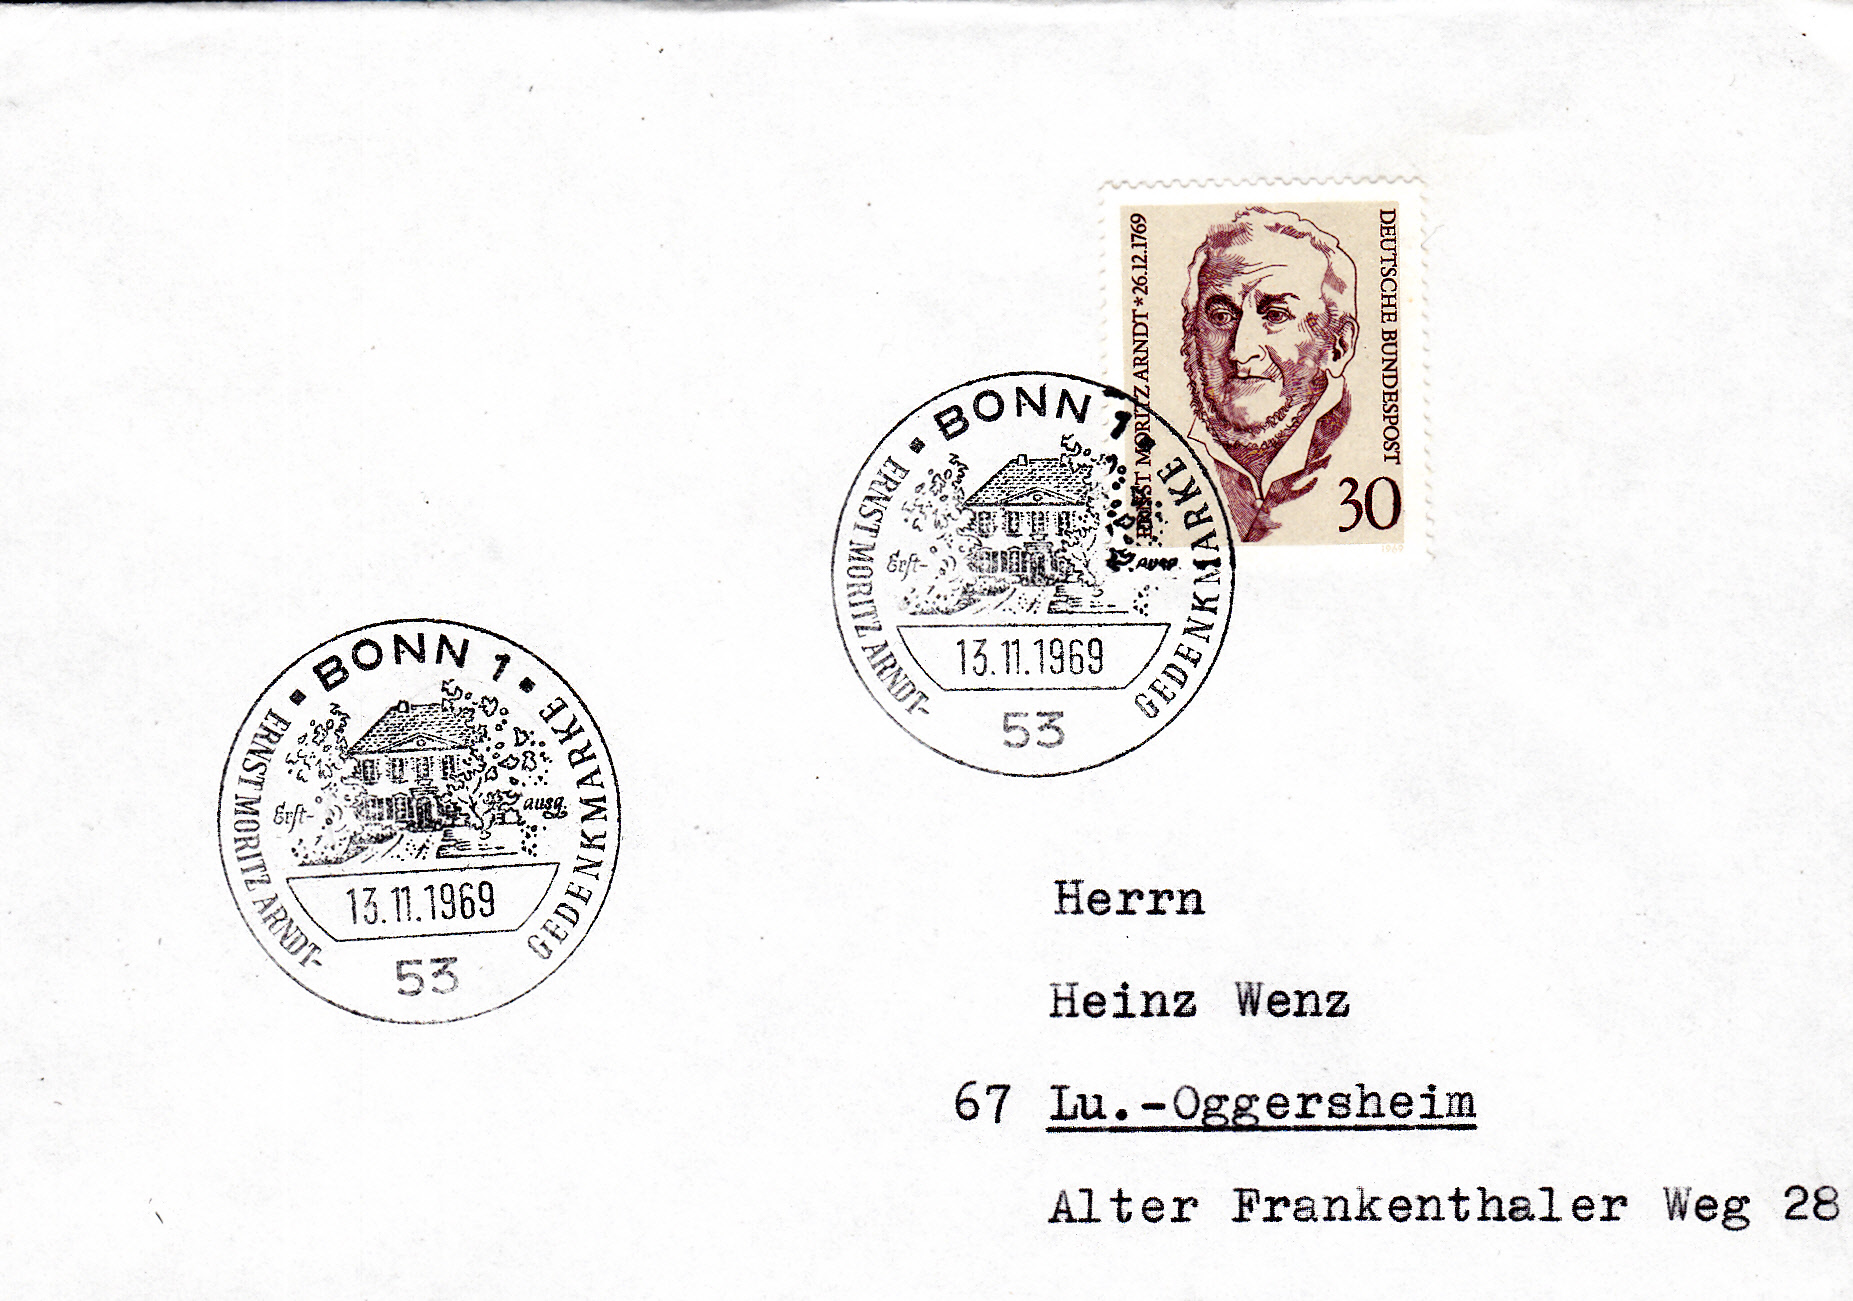 ERNST MORITZ ARNDT * 26.12.1769
DEUTSCHE BUNDESPOST
30
1969
BONN 1
ERNST MORITZ ARNDT-
GEDENKMARKE
Erst-
ausg.
13.11.1969
53
BONN 1
ERNST MORITZ ARNDT-
GEDENKMARKE
Erst-
ausg.
13.11.1969
53
Herrn
Heinz Wenz
67 Lu.-Oggersheim
Alter Frankenthaler Weg 28